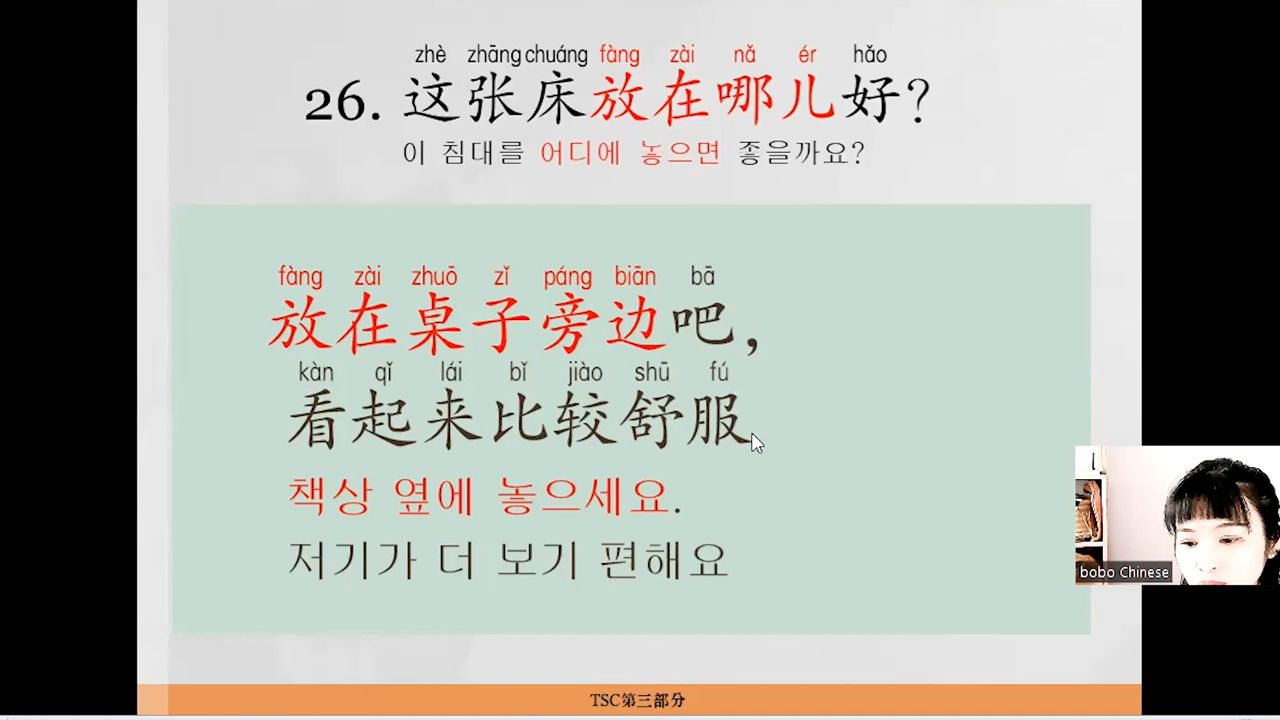 zhè zhāng chuáng fàng zài nǎ ér hǎo
26. 这张床放在哪儿好?
이 침대를 어디에 놓으면 좋을까요?
fàng zài zhuō zǐ páng biān bā
放在桌子旁边吧,
kàn qǐ lái bǐ jiào shū fú
看起来比较舒服
책상 옆에 놓으세요.
저기가 더 보기 편해요
bobo Chinese
TSC第三部分